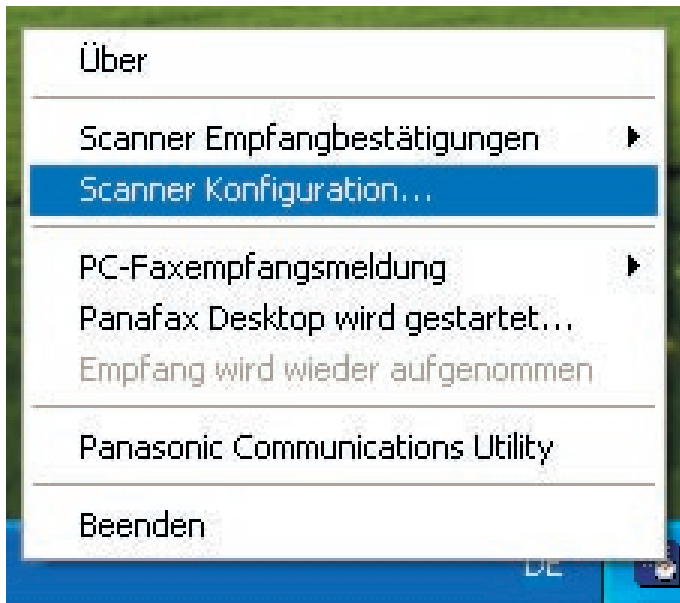 Über
Scanner Empfangbestätigungen
Scanner Konfiguration...
PC-Faxempfangsmeldung
Panafax Desktop wird gestartet...
Empfang wird wieder aufgenommen
Panasonic Communications Utility
Beenden
DE